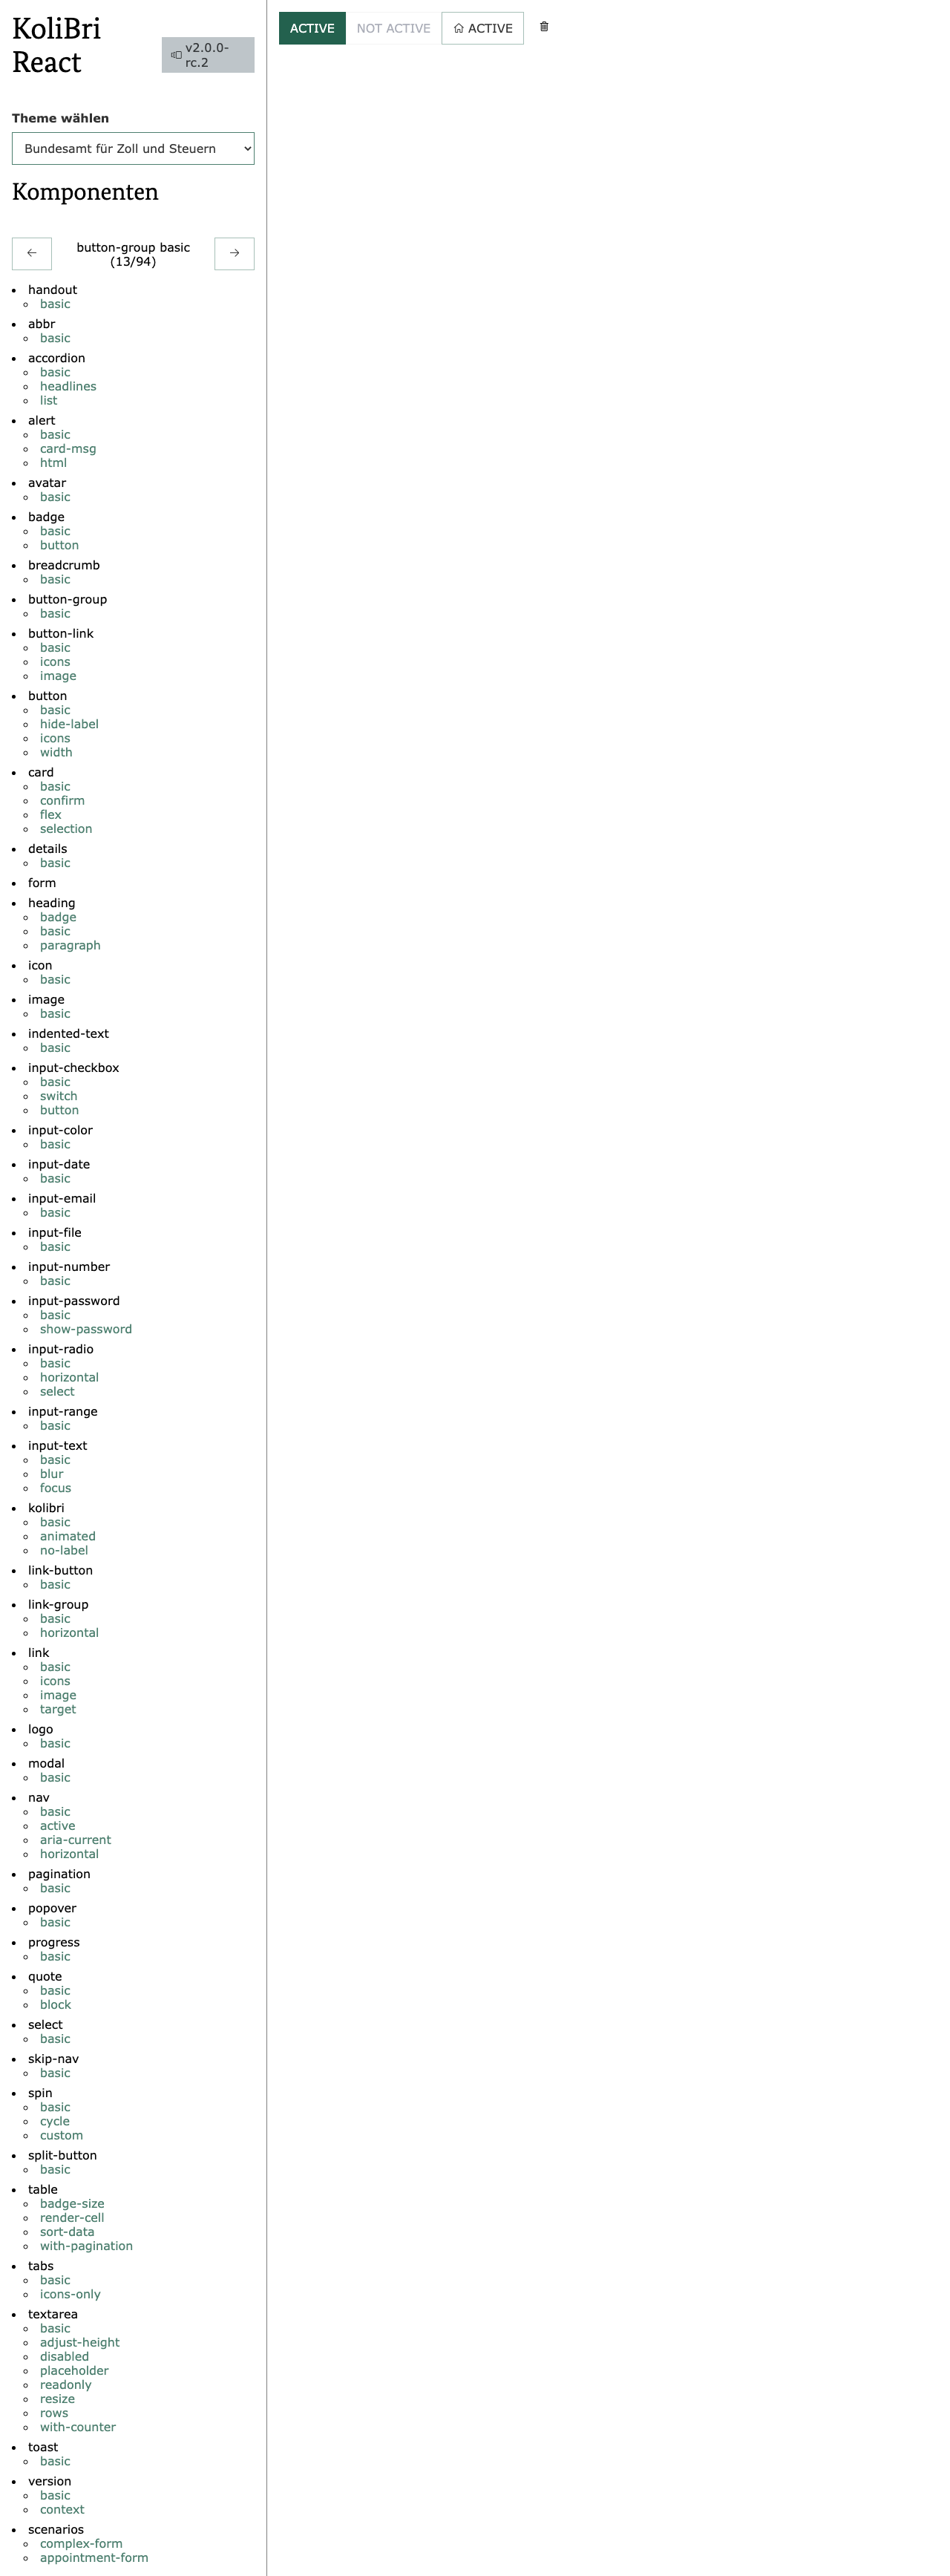 KoliBri
React
v2.0.0-
rc.2
Theme wählen
Bundesamt für Zoll und Steuern
Komponenten
button-group basic
(13/94)
handout
basic
abbr
basic
accordion
basic
headlines
list
alert
basic
card-msg
html
avatar
basic
badge
basic
button
breadcrumb
basic
button-group
basic
button-link
basic
icons
image
button
basic
hide-label
icons
width
card
basic
confirm
flex
selection
details
basic
form
heading
badge
basic
paragraph
icon
basic
image
basic
indented-text
basic
input-checkbox
basic
switch
button
input-color
basic
input-date
basic
input-email
basic
input-file
basic
input-number
basic
input-password
basic
show-password
input-radio
basic
horizontal
select
input-range
basic
input-text
basic
blur
focus
kolibri
basic
animated
no-label
link-button
basic
link-group
basic
horizontal
link
basic
icons
image
target
logo
basic
modal
basic
nav
basic
active
aria-current
horizontal
pagination
basic
popover
basic
progress
basic
quote
basic
block
select
basic
skip-nav
basic
spin
basic
cycle
custom
split-button
basic
table
badge-size
render-cell
sort-data
with-pagination
tabs
basic
icons-only
textarea
basic
adjust-height
disabled
placeholder
readonly
resize
rows
with-counter
toast
basic
version
basic
context
scenarios
complex-form
appointment-form
ACTIVE NOT ACTIVE ACTIVE